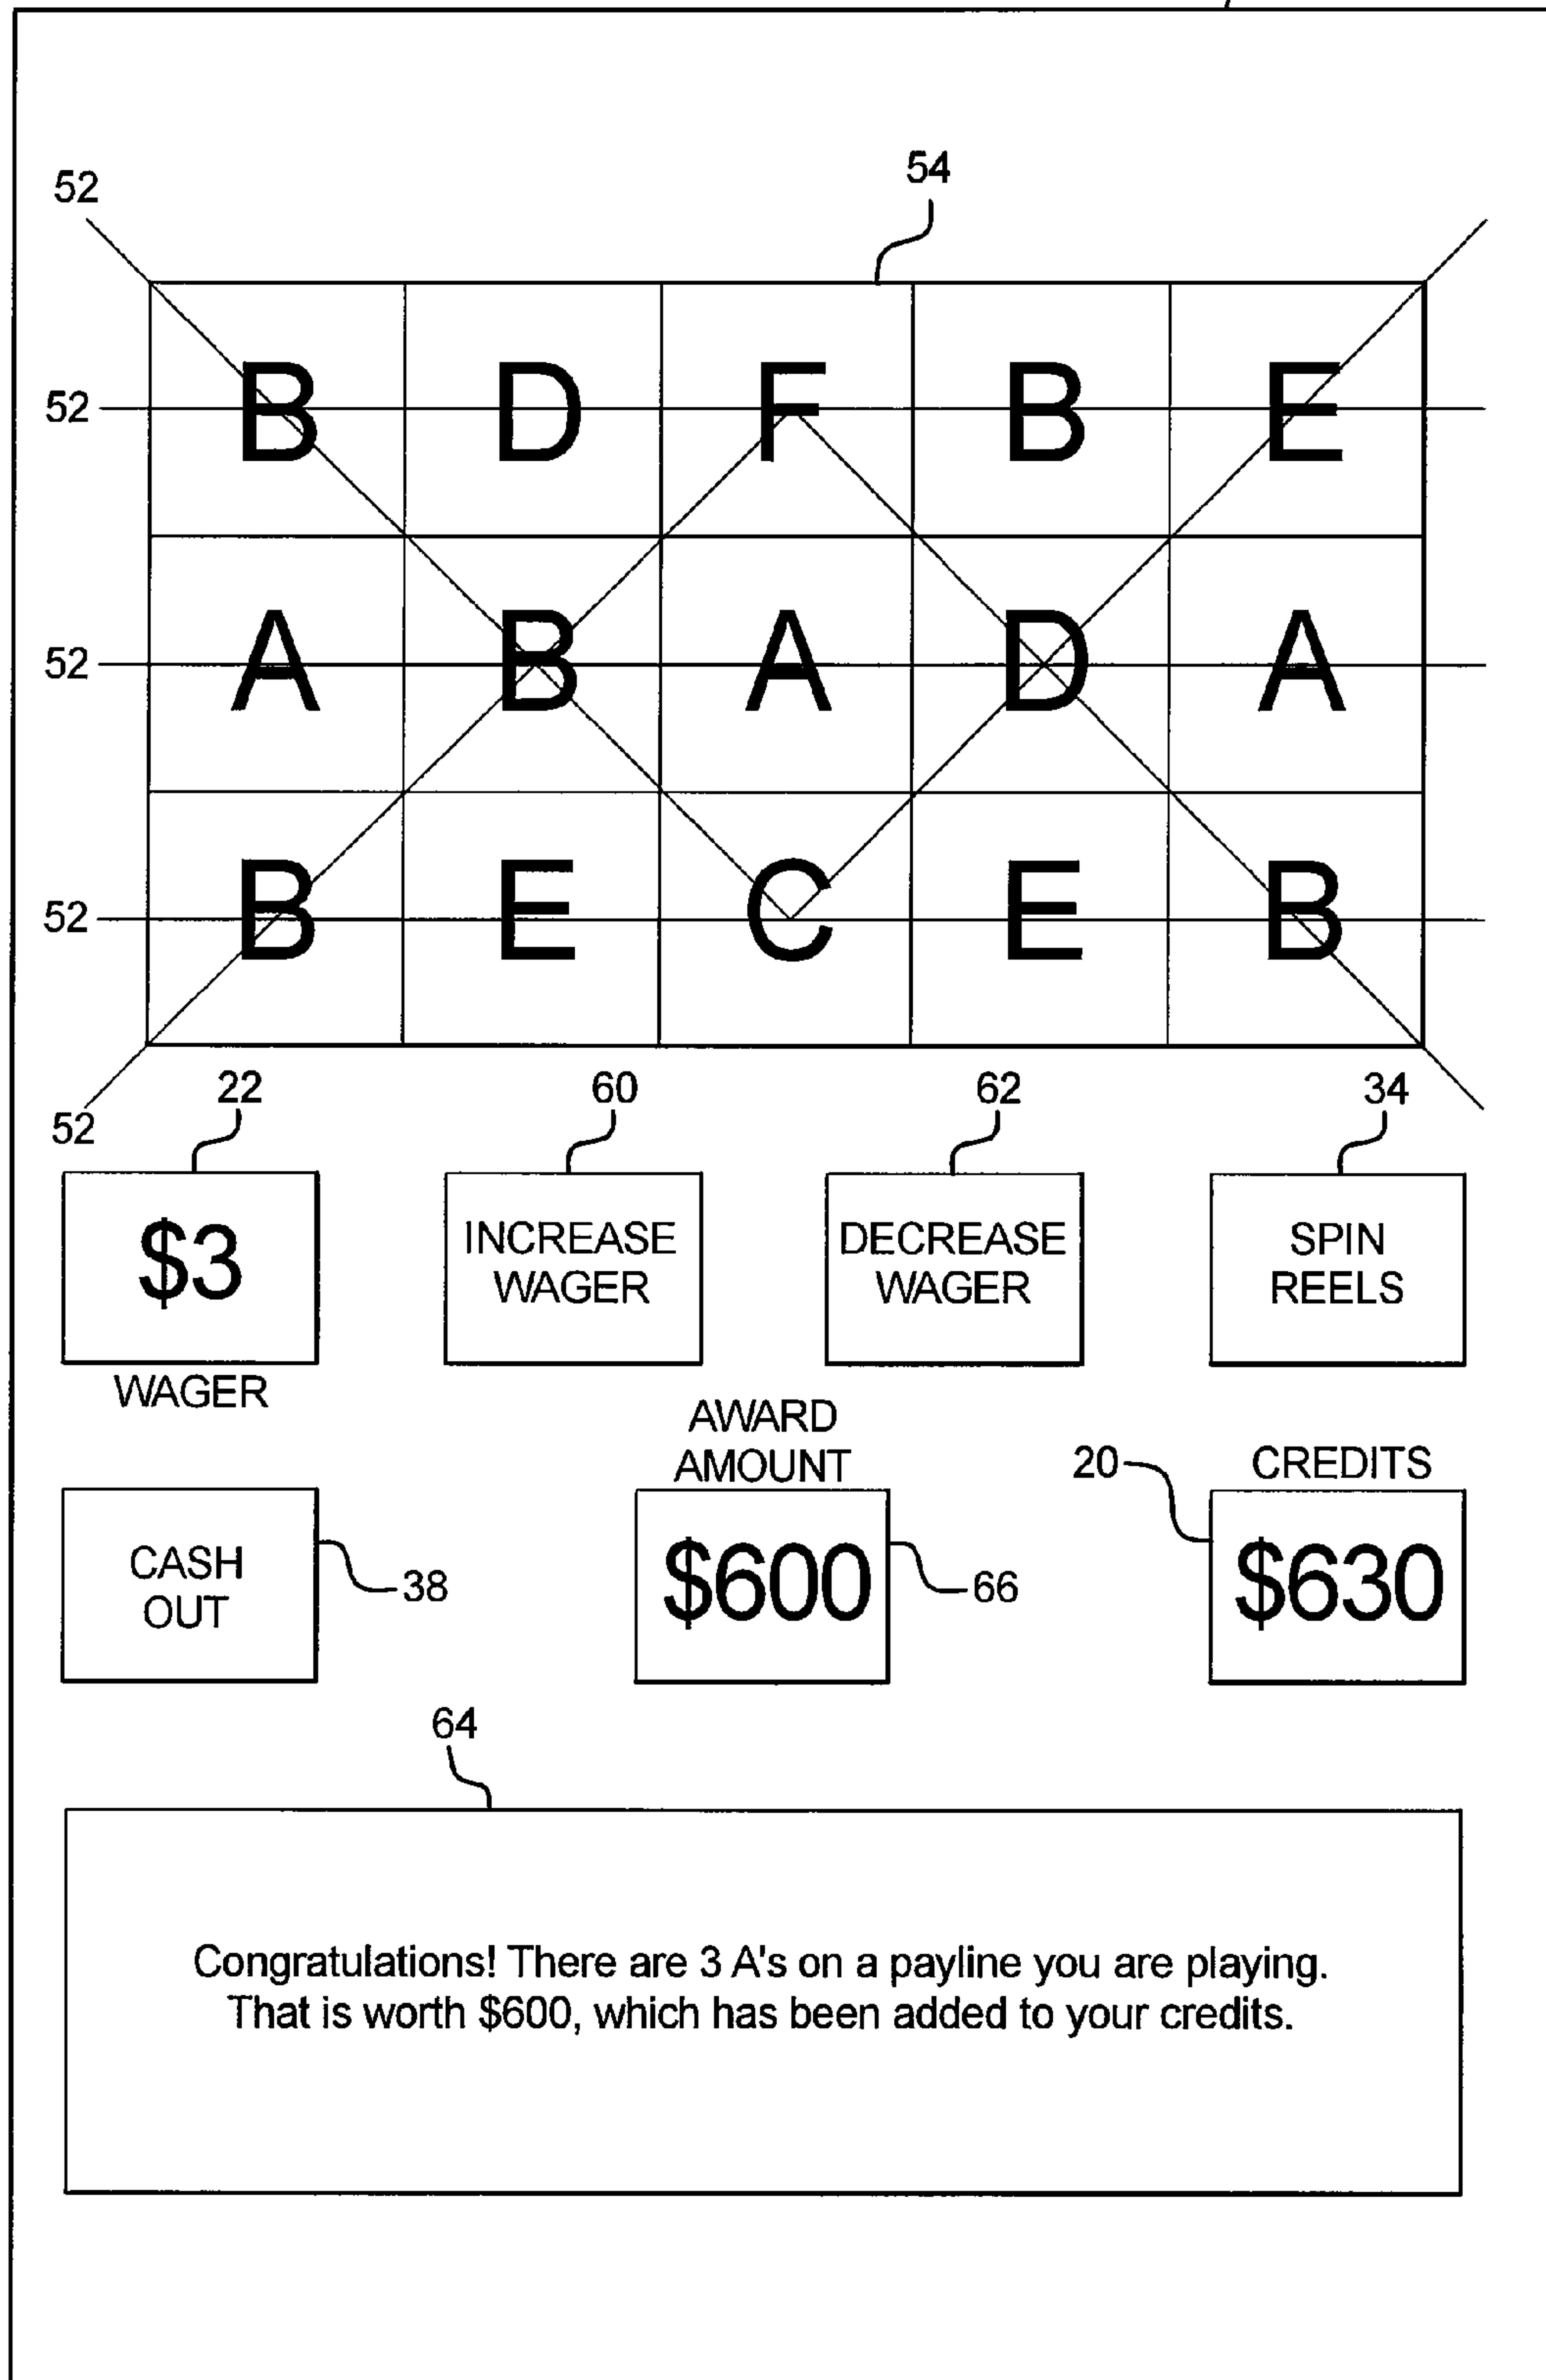 54
52
52 B D F B E
52 A B A D A
52 B E C E B
52
22 60 62 34
$3
INCREASE
WAGER
DECREASE
WAGER
SPIN
REELS
WAGER
AWARD
AMOUNT
20 CREDITS
CASH
OUT
38
$600
66
$630
64
Congratulations! There are 3 A's on a payline you are playing.
That is worth $600, which has been added to your credits.